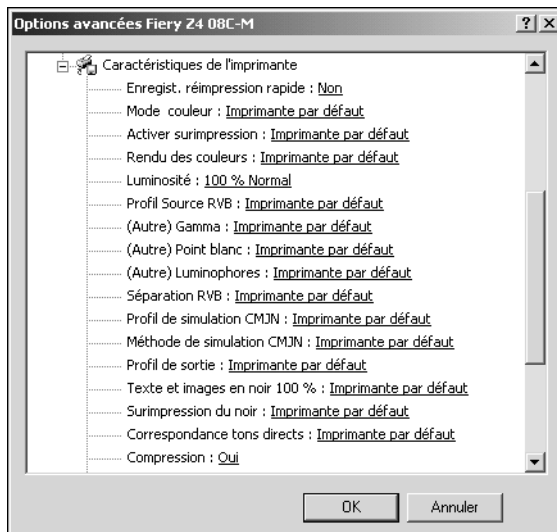 Options avancées Fiery Z4 08C-M
Caractéristiques de l'imprimante
Enregist. réimpression rapide : Non
Mode couleur : Imprimante par défaut
Activer surimpression : Imprimante par défaut
Rendu des couleurs : Imprimante par défaut
Luminosité : 100 % Normal
Profil Source RVB : Imprimante par défaut
(Autre) Gamma : Imprimante par défaut
(Autre) Point blanc : Imprimante par défaut
(Autre) Luminophores : Imprimante par défaut
Séparation RVB : Imprimante par défaut
Profil de simulation CMJN : Imprimante par défaut
Méthode de simulation CMJN : Imprimante par défaut
Profil de sortie : Imprimante par défaut
Texte et images en noir 100 % : Imprimante par défaut
Surimpression du noir : Imprimante par défaut
Correspondance tons directs : Imprimante par défaut
Compression : Oui
OK Annuler